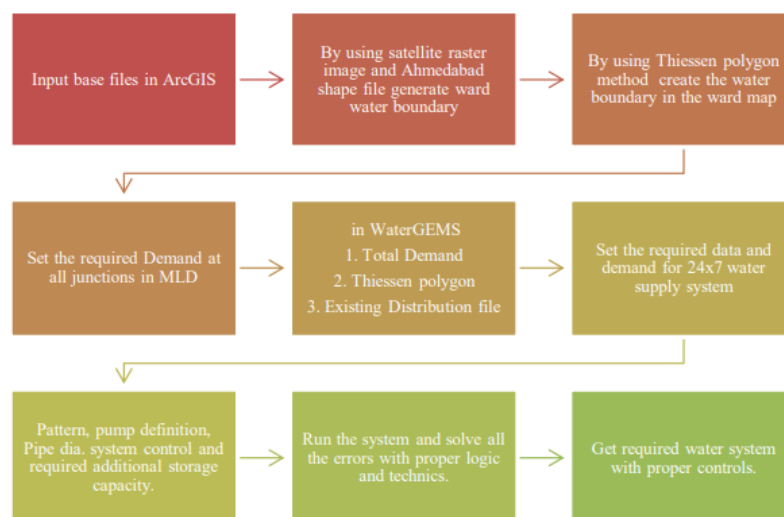 Input base files in ArcGIS
By using satellite raster
image and Ahmedabad
shape file generate ward
water boundary
By using Thiessen polygon
method create the water
boundary in the ward map
Set the required Demand at
all junctions in MLD
in WaterGEMS
1. Total Demand
2. Thiessen polygon
3. Existing Distribution file
Set the required data and
demand for 24x7 water
supply system
Pattern, pump definition,
Pipe dia. system control and
required additional storage
capacity.
Run the system and solve all
the errors with proper logic
and technics.
Get required water system
with proper controls.